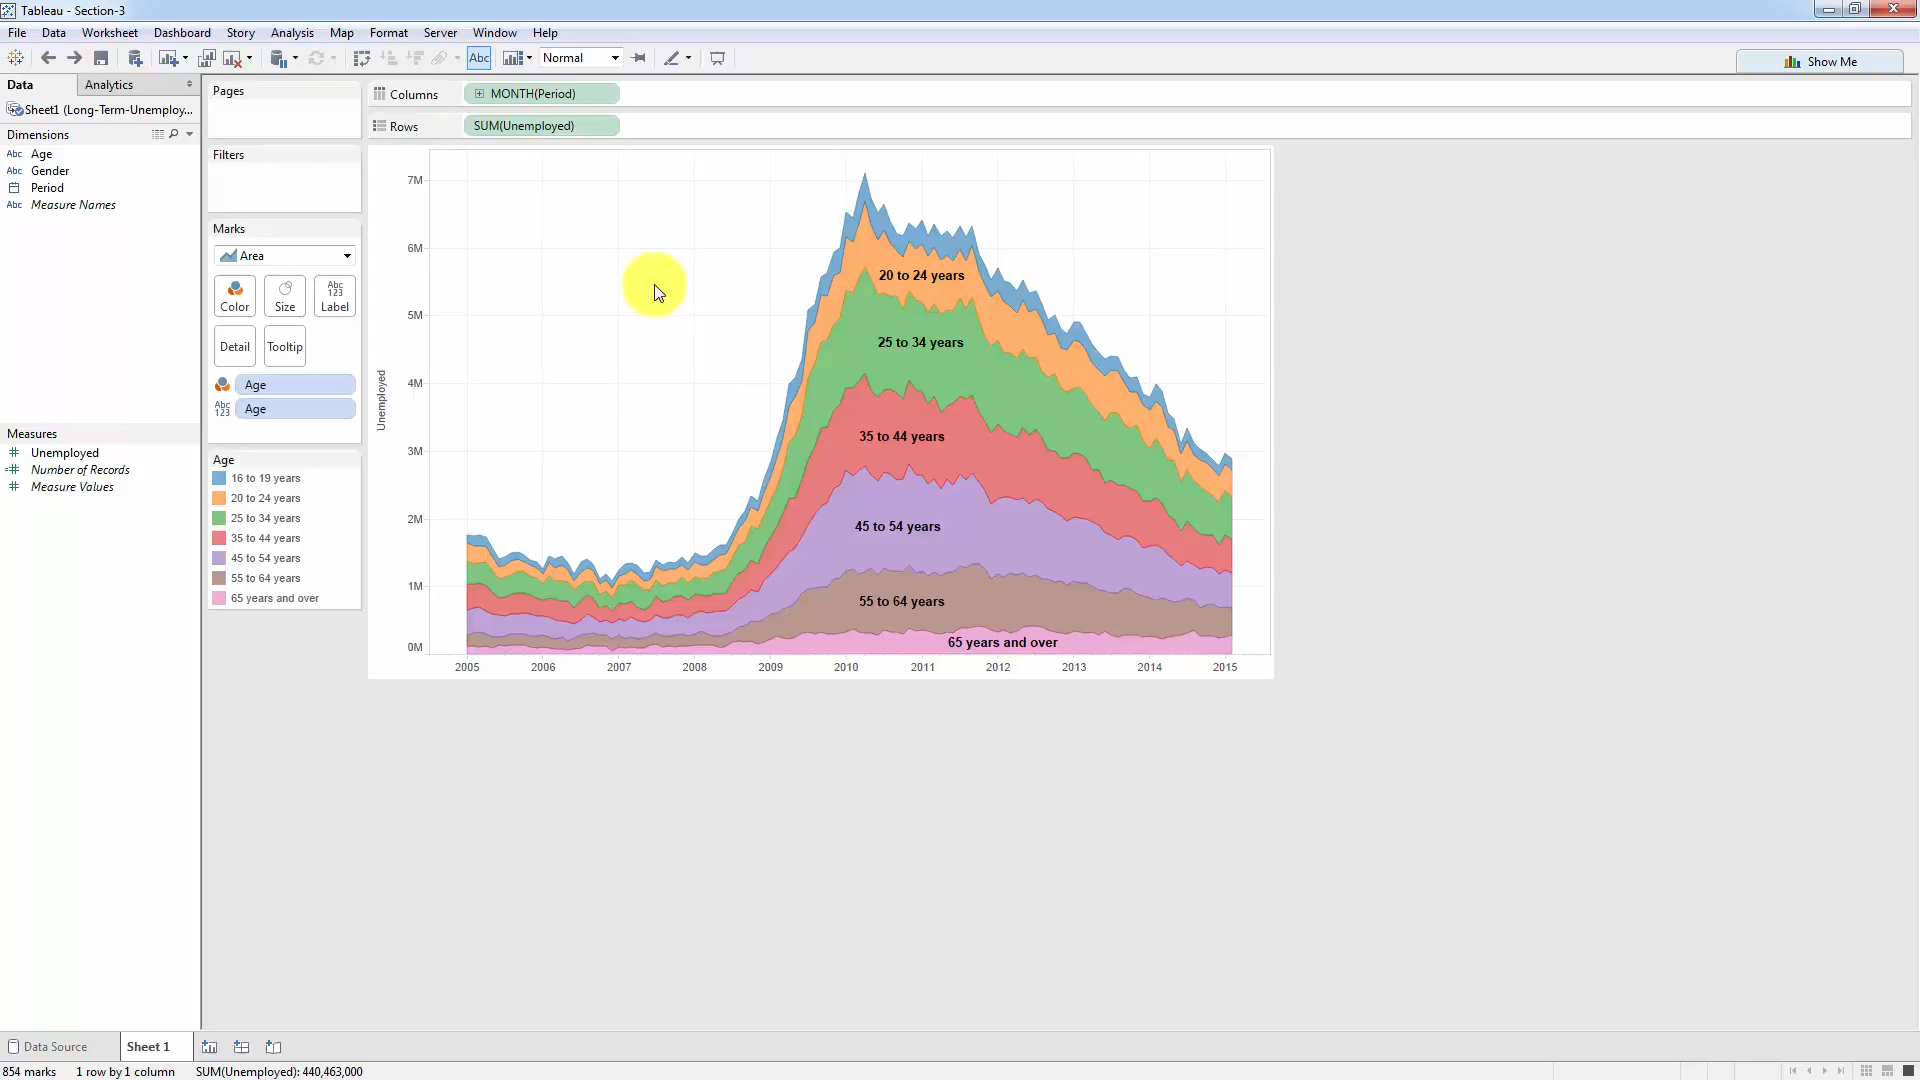 Tableau - Section-3
File Data Worksheet Dashboard Story Analysis Map Format Server Window Help
Abc Normal Show Me
Data Analytics
Sheet1 (Long-Term-Unemploy...
Dimensions
Abc Age
Abc Gender
Period
Abc Measure Names
Measures
# Unemployed
=# Number of Records
# Measure Values
Pages
Filters
Marks
Area
Color Size Abc 123 Label
Detail Tooltip
Age
Abc 123 Age
Age
16 to 19 years
20 to 24 years
25 to 34 years
35 to 44 years
45 to 54 years
55 to 64 years
65 years and over
Columns MONTH(Period)
Rows SUM(Unemployed)
Unemployed
7M
6M
5M
4M
3M
2M
1M
0M
20 to 24 years
25 to 34 years
35 to 44 years
45 to 54 years
55 to 64 years
65 years and over
2005 2006 2007 2008 2009 2010 2011 2012 2013 2014 2015
Data Source Sheet 1
854 marks 1 row by 1 column SUM(Unemployed): 440,463,000